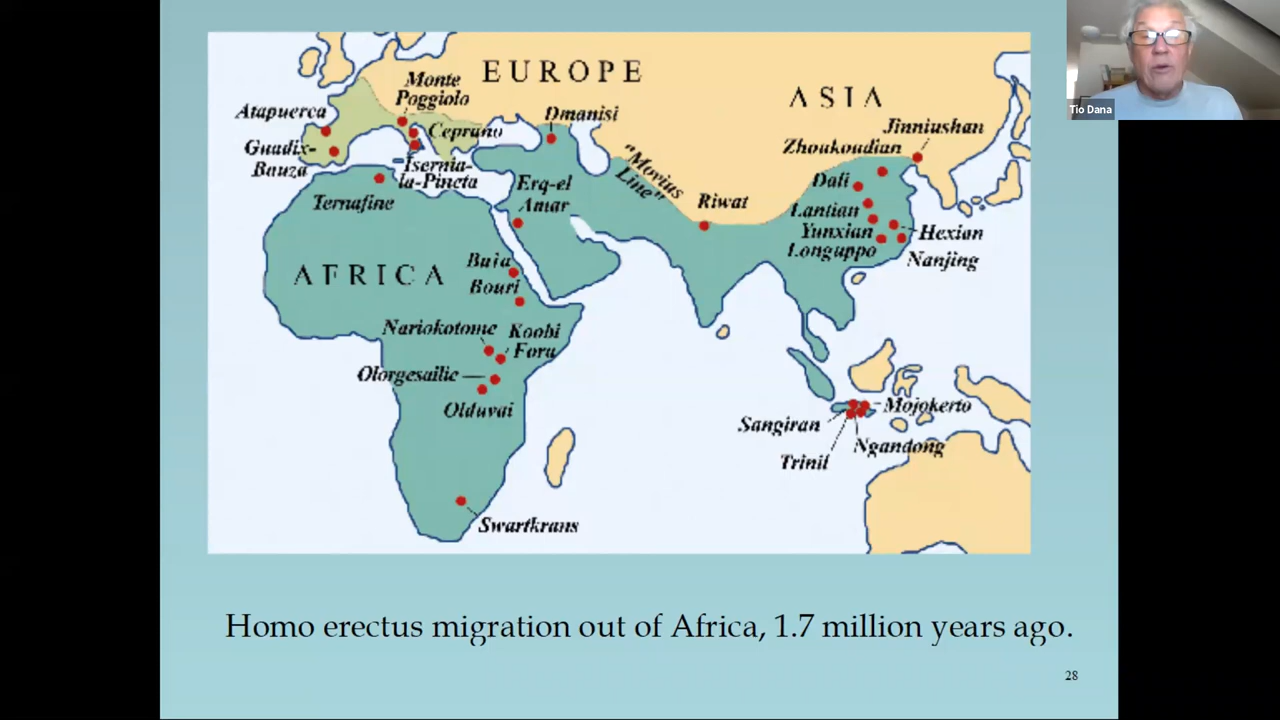 Tio Dana
EUROPE
ASIA
Monte
Poggiolo
Atapuerca
Dmanisi
Ceprano
Jinniushan
Guadix-
Bauza
Zhoukoudian
Isernia-
la-Pineta
"Movius
Line"
Erq-el
Amar
Dali
Ternafine
Riwat
Lantian
Yunxian
Hexian
Longuppo
Nanjing
AFRICA
Buia
Bouri
Nariokotome
Koobi
Fora
Olorgesailie
Olduvai
Mojokerto
Sangiran
Ngandong
Trinil
Swartkrans
Homo erectus migration out of Africa, 1.7 million years ago.
28